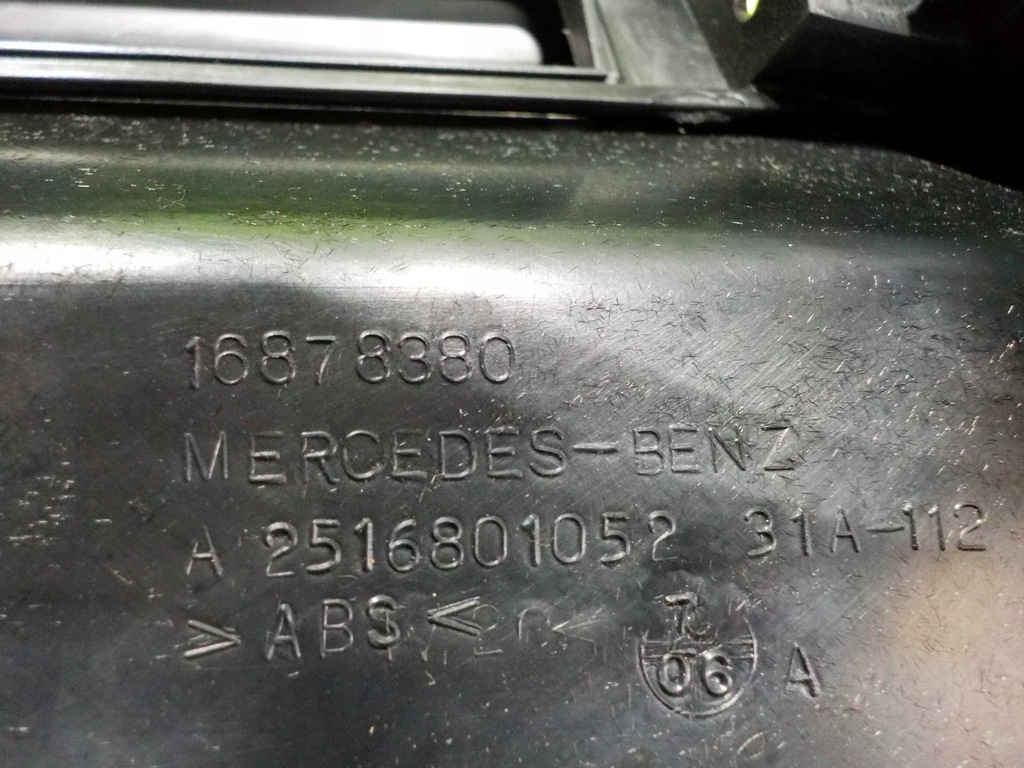 16878380
MERCEDES-BENZ
A 2516801052 31A-112
>ABS<
06 A